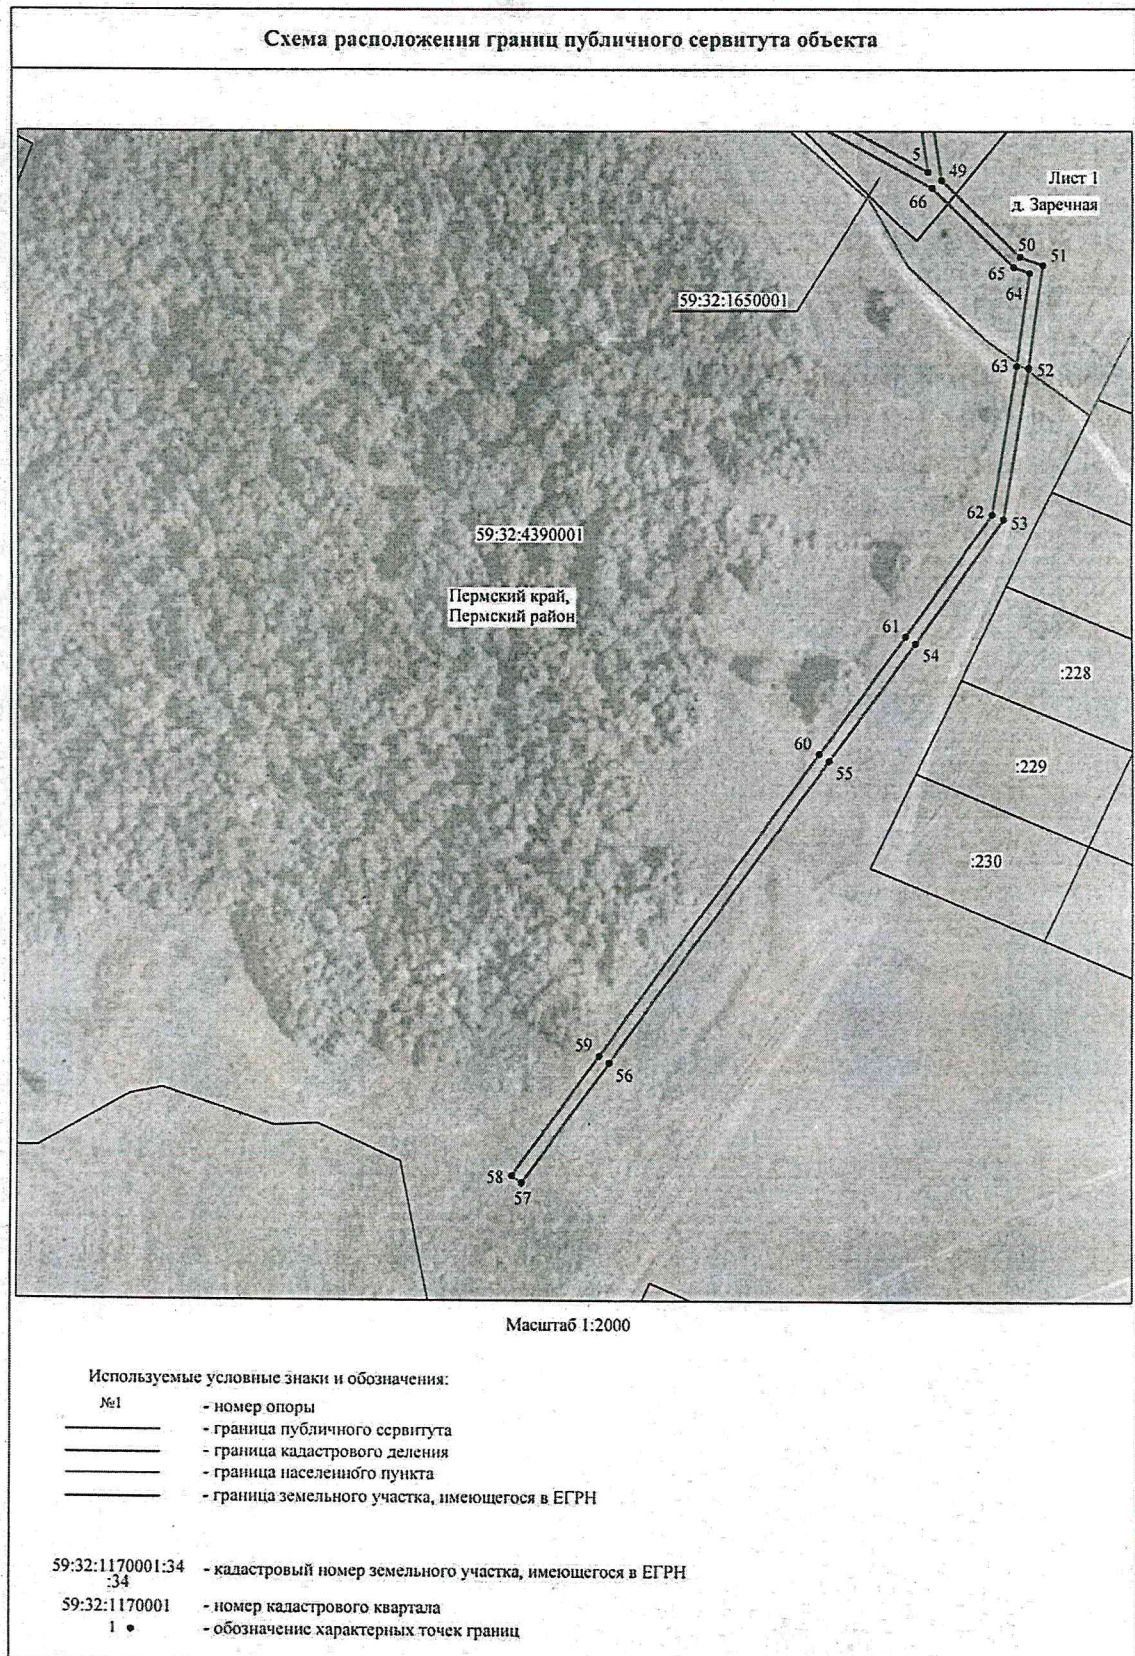 Схема расположения границ публичного сервитута объекта
5
49
66
Лист 1
д. Заречная
50
51
65
64
59:32:1650001
63
52
62
53
59:32:4390001
Пермский край,
Пермский район
61
54
:228
60
55
:229
:230
59
56
58
57
Масштаб 1:2000
Используемые условные знаки и обозначения:
№1 - номер опоры
- граница публичного сервитута
- граница кадастрового деления
- граница населенного пункта
- граница земельного участка, имеющегося в ЕГРН
59:32:1170001:34 - кадастровый номер земельного участка, имеющегося в ЕГРН
:34
59:32:1170001 - номер кадастрового квартала
1 - обозначение характерных точек границ